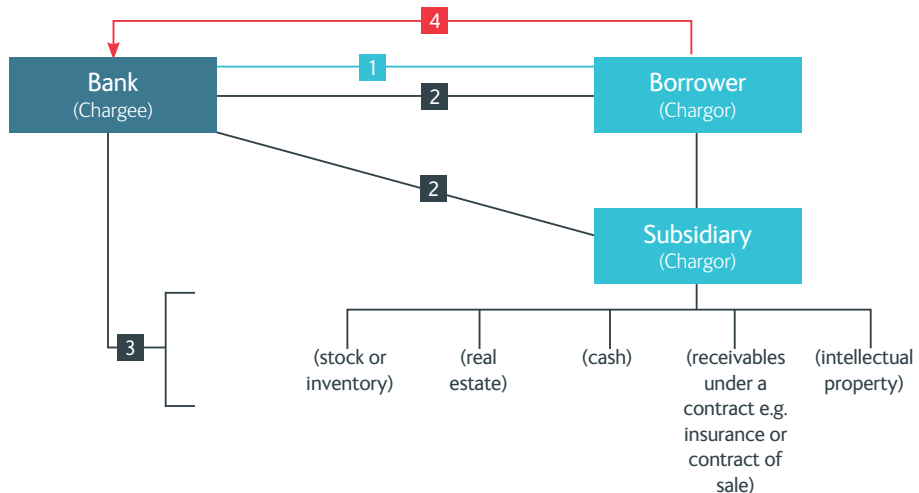 4
Bank
(Chargee)
1
2
Borrower
(Chargor)
2
Subsidiary
(Chargor)
3
(stock or
inventory)
(real
estate)
(cash)
(receivables
under a
contract e.g.
insurance or
contract of
sale)
(intellectual
property)